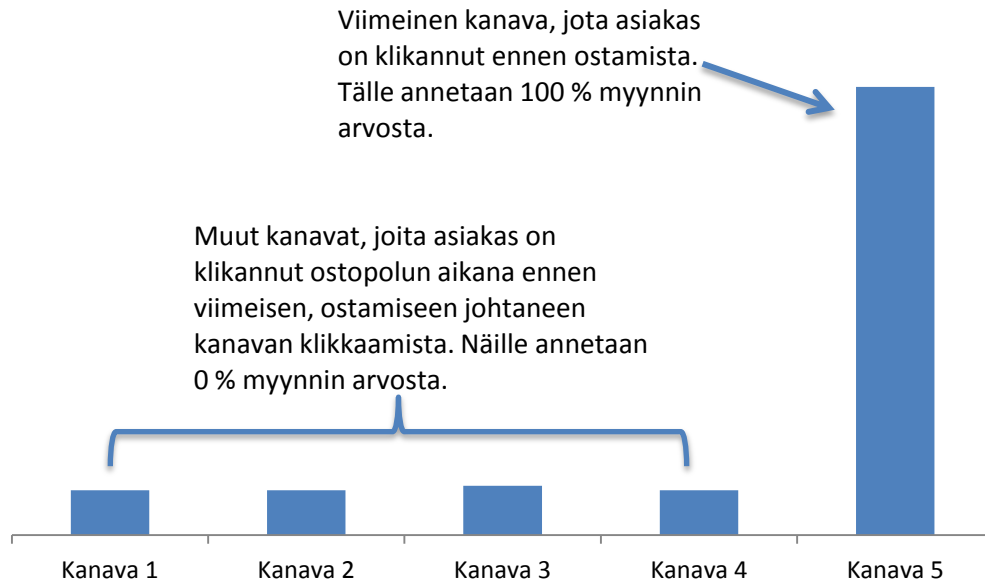 Viimeinen kanava, jota asiakas
on klikannut ennen ostamista.
Tälle annetaan 100 % myynnin
arvosta.
Muut kanavat, joita asiakas on
klikannut ostopolun aikana ennen
viimeisen, ostamiseen johtaneen
kanavan klikkaamista. Näille annetaan
0 % myynnin arvosta.
Kanava 1 Kanava 2 Kanava 3 Kanava 4 Kanava 5